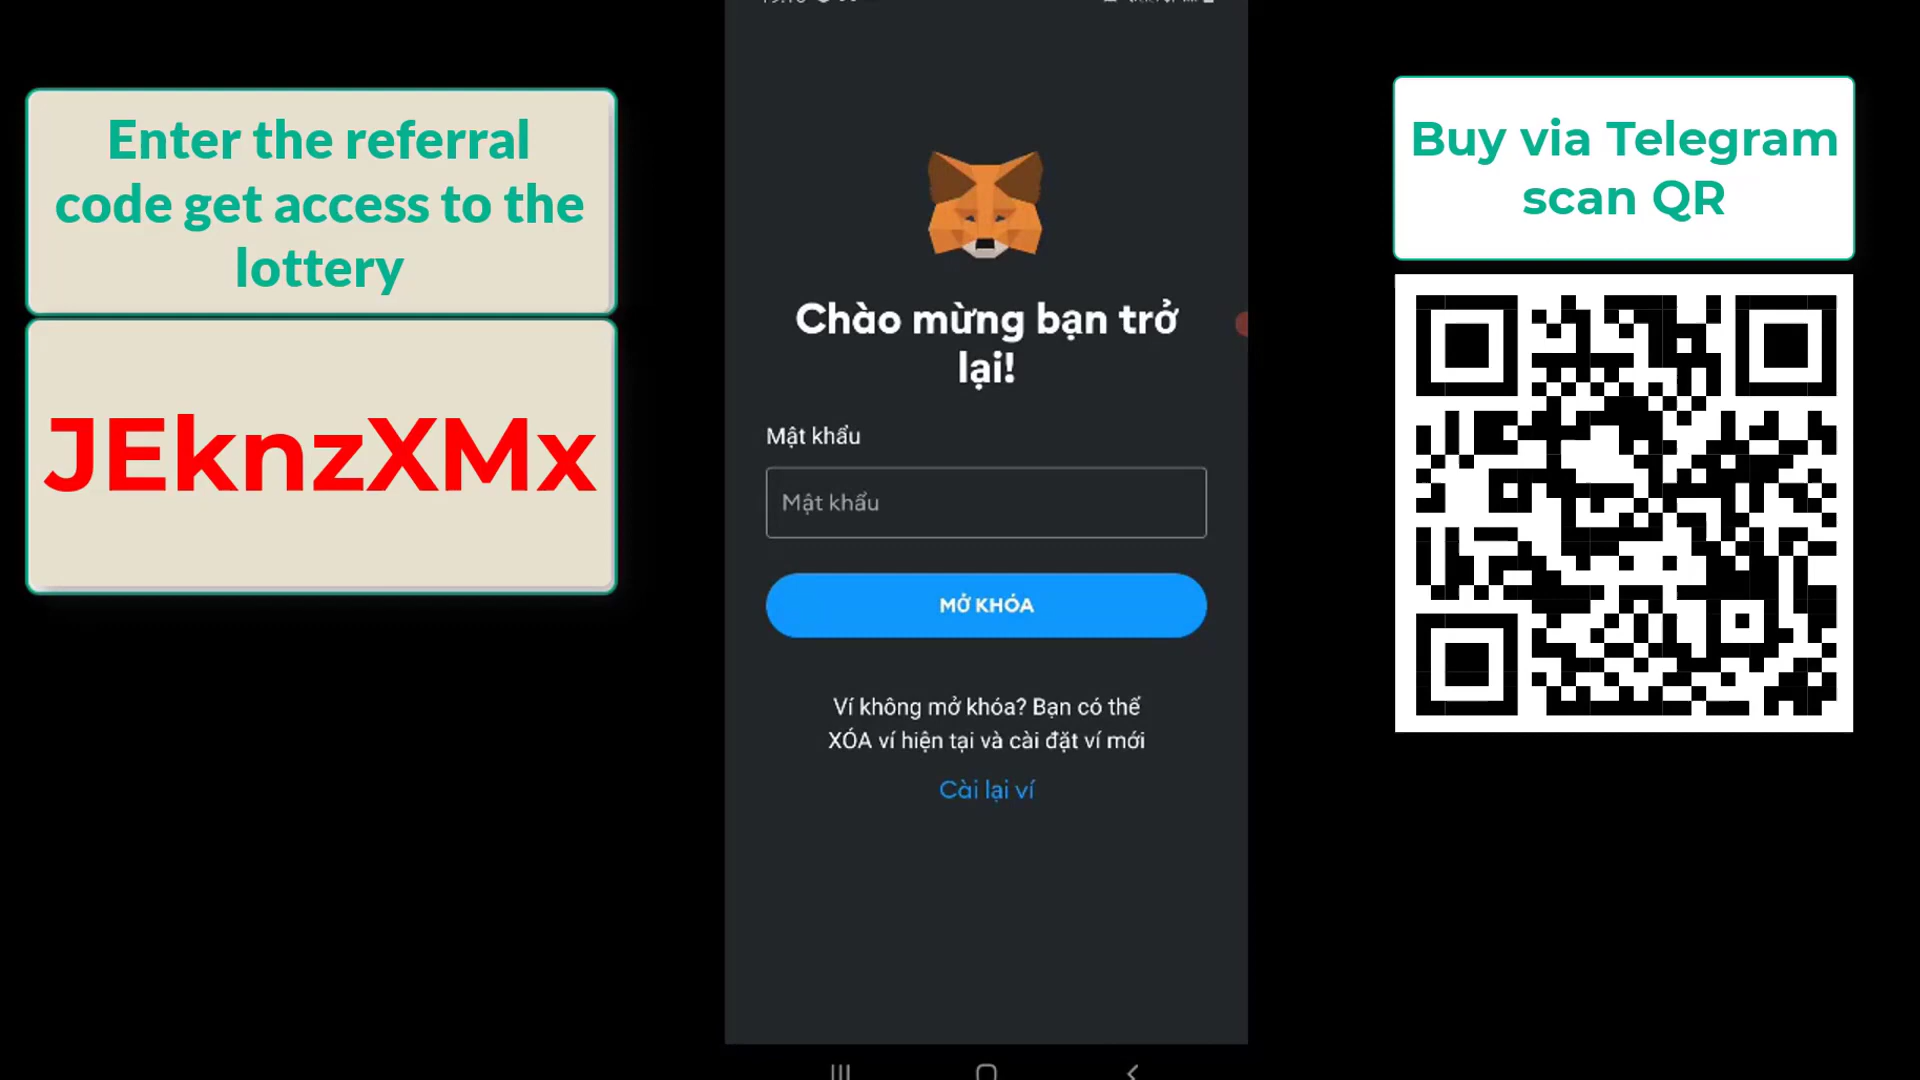 Enter the referral
code get access to the
lottery
JEknzXMx
Chào mừng bạn trở
lại!
Mật khẩu
Mật khẩu
MỞ KHÓA
Ví không mở khóa? Bạn có thể
XÓA ví hiện tại và cài đặt ví mới
Cài lại ví
Buy via Telegram
scan QR